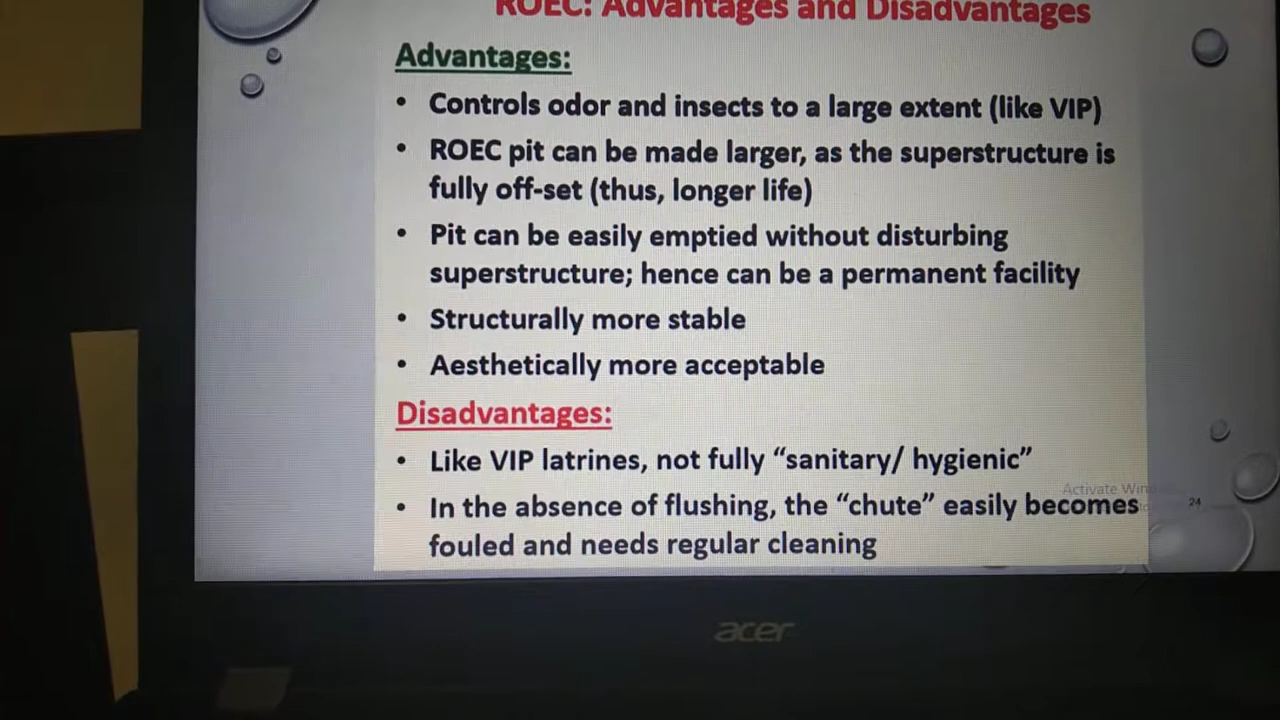 ROEC: Advantages and Disadvantages
Advantages:
• Controls odor and insects to a large extent (like VIP)
• ROEC pit can be made larger, as the superstructure is
fully off-set (thus, longer life)
• Pit can be easily emptied without disturbing
superstructure; hence can be a permanent facility
• Structurally more stable
• Aesthetically more acceptable
Disadvantages:
• Like VIP latrines, not fully “sanitary/ hygienic”
Activate Win
• In the absence of flushing, the “chute” easily becomes
24
fouled and needs regular cleaning
acer